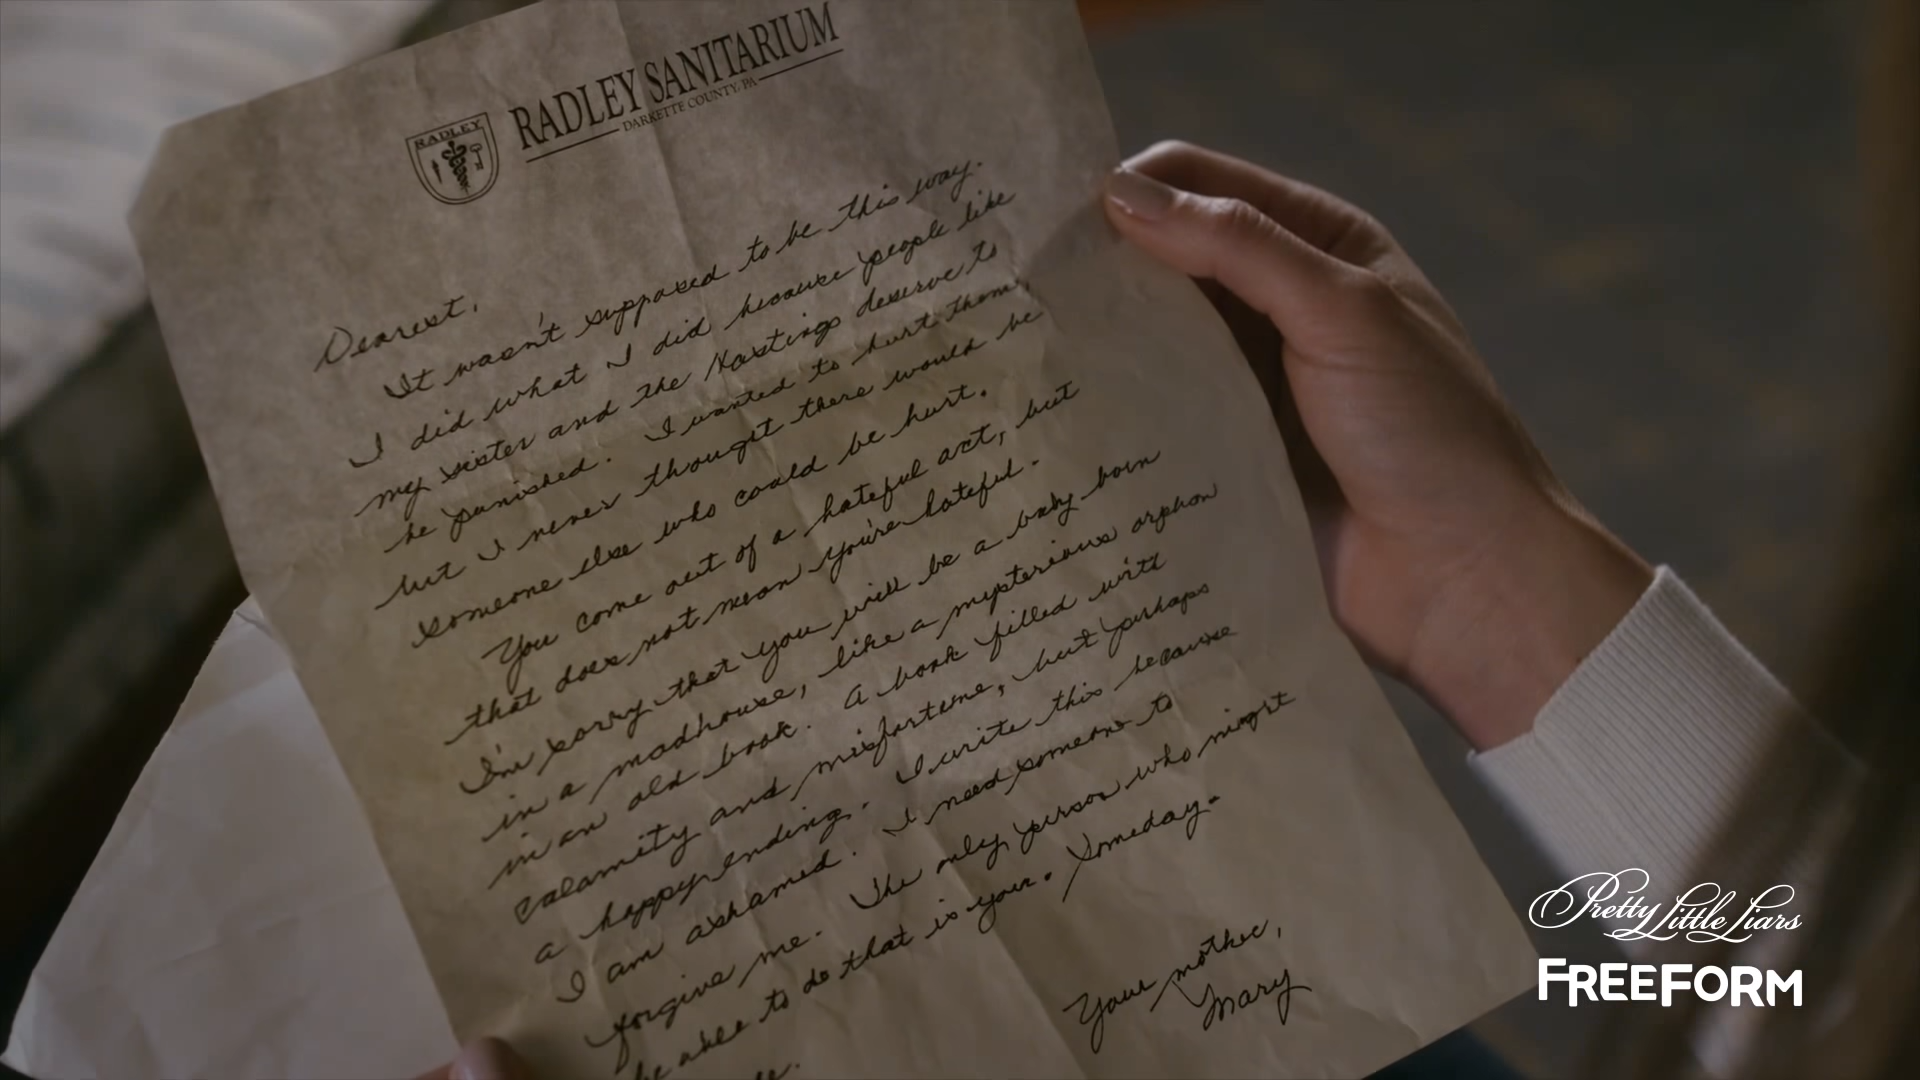 RADLEY
RADLEY SANITARIUM
DARKETTE COUNTY, PA
Dearest,
It wasn't supposed to be this way.
I did what I did because people like
my sister and the Hastings deserve to
be punished. I wanted to hurt them,
but I never thought there would be
someone else who could be hurt.
You come out of a hateful act, but
that does not mean you're hateful.
I'm sorry that you will be a baby born
in a madhouse, like a mysterious orphan
in an old book. A book filled with
calamity and misfortune, but perhaps
a happy ending. I write this because
I am ashamed. I need someone to
forgive me. The only person who might
be able to do that is you. Someday.
Your mother,
Mary
Pretty Little Liars
FREEFORM